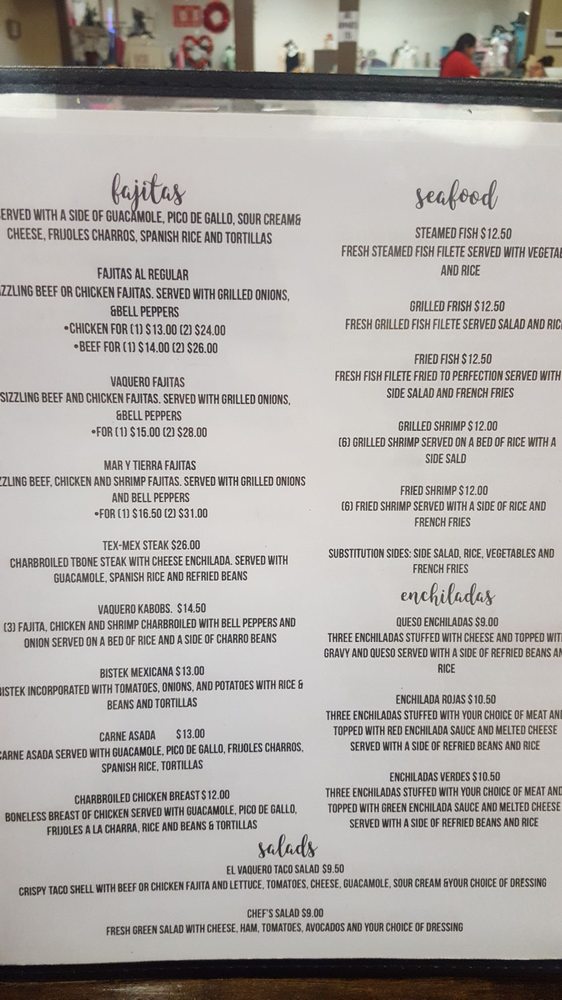 fajitas
ERVED WITH A SIDE OF GUACAMOLE, PICO DE GALLO, SOUR CREAM&
CHEESE, FRIJOLES CHARROS, SPANISH RICE AND TORTILLAS
FAJITAS AL REGULAR
ZZLING BEEF OR CHICKEN FAJITAS. SERVED WITH GRILLED ONIONS,
&BELL PEPPERS
•CHICKEN FOR (1) $13.00 (2) $24.00
•BEEF FOR (1) $14.00 (2) $26.00
VAQUERO FAJITAS
SIZZLING BEEF AND CHICKEN FAJITAS. SERVED WITH GRILLED ONIONS,
&BELL PEPPERS
•FOR (1) $15.00 (2) $28.00
MAR Y TIERRA FAJITAS
ZZLING BEEF, CHICKEN AND SHRIMP FAJITAS. SERVED WITH GRILLED ONIONS
AND BELL PEPPERS
•FOR (1) $16.50 (2) $31.00
TEX-MEX STEAK $26.00
CHARBROILED TBONE STEAK WITH CHEESE ENCHILADA. SERVED WITH
GUACAMOLE, SPANISH RICE AND REFRIED BEANS
VAQUERO KABOBS. $14.50
(3) FAJITA, CHICKEN AND SHRIMP CHARBROILED WITH BELL PEPPERS AND
ONION SERVED ON A BED OF RICE AND A SIDE OF CHARRO BEANS
BISTEK MEXICANA $13.00
BISTEK INCORPORATED WITH TOMATOES, ONIONS, AND POTATOES WITH RICE &
BEANS AND TORTILLAS
CARNE ASADA $13.00
CARNE ASADA SERVED WITH GUACAMOLE, PICO DE GALLO, FRIJOLES CHARROS,
SPANISH RICE, TORTILLAS
CHARBROILED CHICKEN BREAST $12.00
BONELESS BREAST OF CHICKEN SERVED WITH GUACAMOLE, PICO DE GALLO,
FRIJOLES A LA CHARRA, RICE AND BEANS & TORTILLAS
seafood
STEAMED FISH $12.50
FRESH STEAMED FISH FILETE SERVED WITH VEGETAB
AND RICE
GRILLED FRISH $12.50
FRESH GRILLED FISH FILETE SERVED SALAD AND RIC
FRIED FISH $12.50
FRESH FISH FILETE FRIED TO PERFECTION SERVED WITH
SIDE SALAD AND FRENCH FRIES
GRILLED SHRIMP $12.00
(6) GRILLED SHRIMP SERVED ON A BED OF RICE WITH A
SIDE SALD
FRIED SHRIMP $12.00
(6) FRIED SHRIMP SERVED WITH A SIDE OF RICE AND
FRENCH FRIES
SUBSTITUTION SIDES: SIDE SALAD, RICE, VEGETABLES AND
FRENCH FRIES
enchiladas
QUESO ENCHILADAS $9.00
THREE ENCHILADAS STUFFED WITH CHEESE AND TOPPED WIT
GRAVY AND QUESO SERVED WITH A SIDE OF REFRIED BEANS AN
RICE
ENCHILADA ROJAS $10.50
THREE ENCHILADAS STUFFED WITH YOUR CHOICE OF MEAT AND
TOPPED WITH RED ENCHILADA SAUCE AND MELTED CHEESE
SERVED WITH A SIDE OF REFRIED BEANS AND RICE
ENCHILADAS VERDES $10.50
THREE ENCHILADAS STUFFED WITH YOUR CHOICE OF MEAT AND
TOPPED WITH GREEN ENCHILADA SAUCE AND MELTED CHEESE
SERVED WITH A SIDE OF REFRIED BEANS AND RICE
salads
EL VAQUERO TACO SALAD $9.50
CRISPY TACO SHELL WITH BEEF OR CHICKEN FAJITA AND LETTUCE, TOMATOES, CHEESE, GUACAMOLE, SOUR CREAM &YOUR CHOICE OF DRESSING
CHEF'S SALAD $9.00
FRESH GREEN SALAD WITH CHEESE, HAM, TOMATOES, AVOCADOS AND YOUR CHOICE OF DRESSING